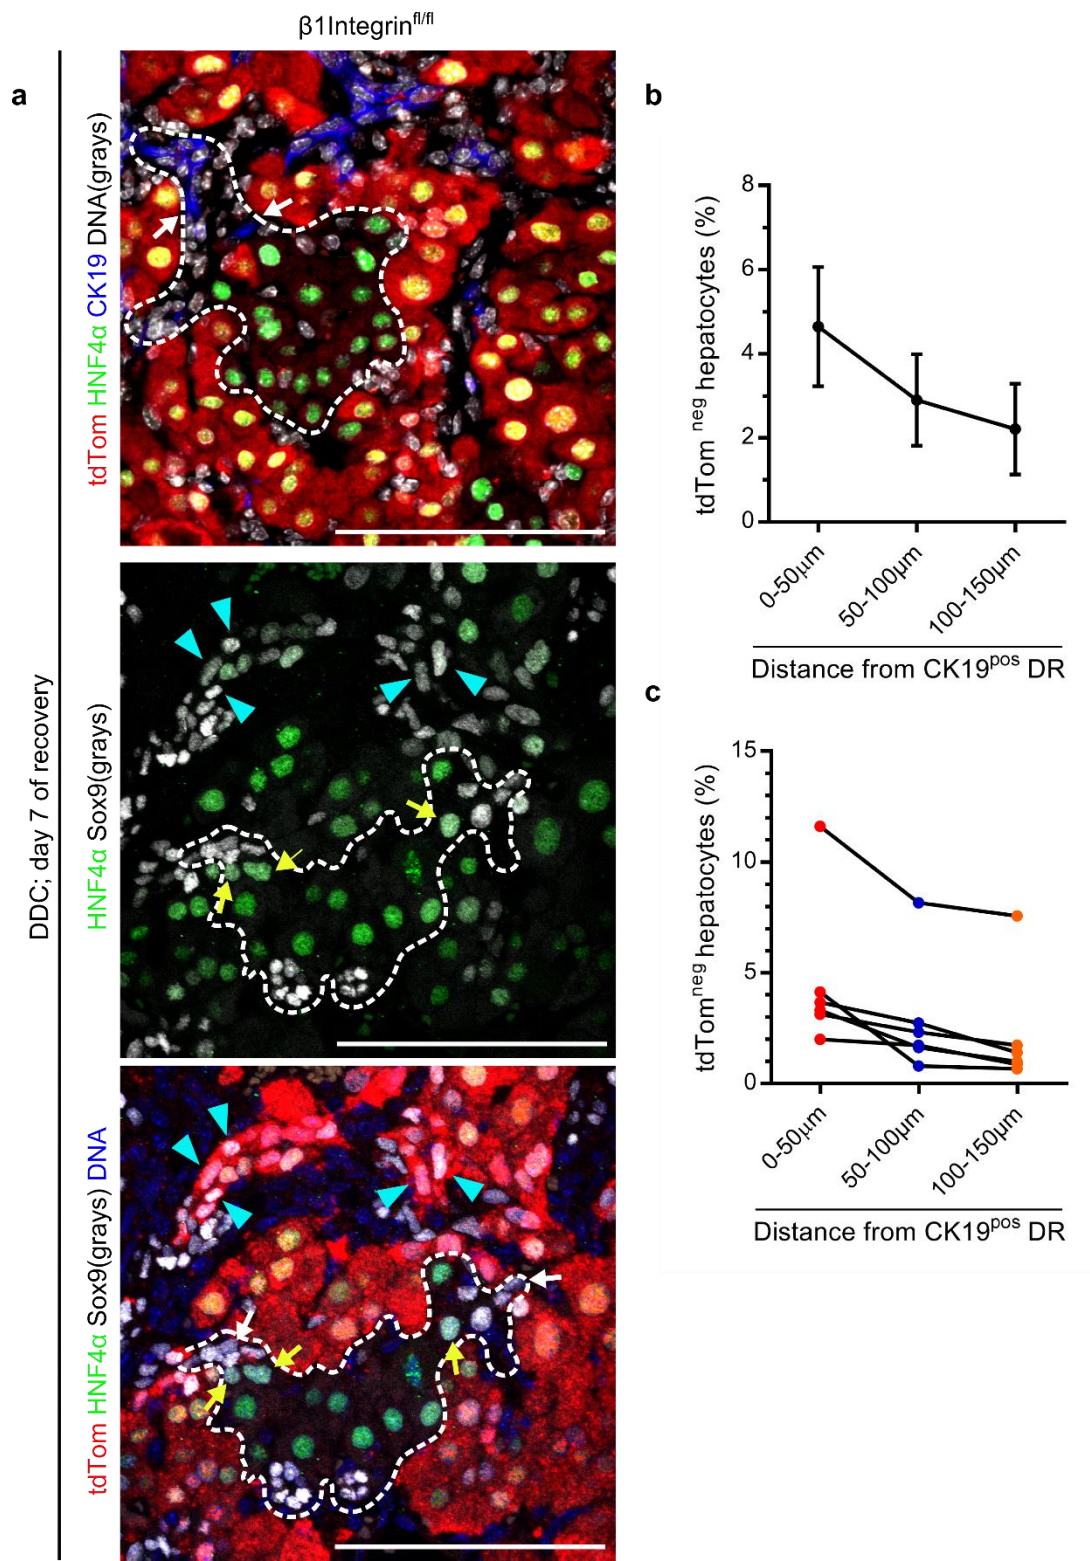 β1Integrin^fl/fl
a
DDC; day 7 of recovery
tdTom HNF4α CK19 DNA(grays)
HNF4α Sox9(grays)
tdTom HNF4α Sox9(grays) DNA
b
tdTom ^neg hepatocytes (%)
8
6
4
2
0
0-50μm
50-100μm
100-150μm
Distance from CK19^pos DR
c
tdTom^neg hepatocytes (%)
15
10
5
0
0-50μm
50-100μm
100-150μm
Distance from CK19^pos DR